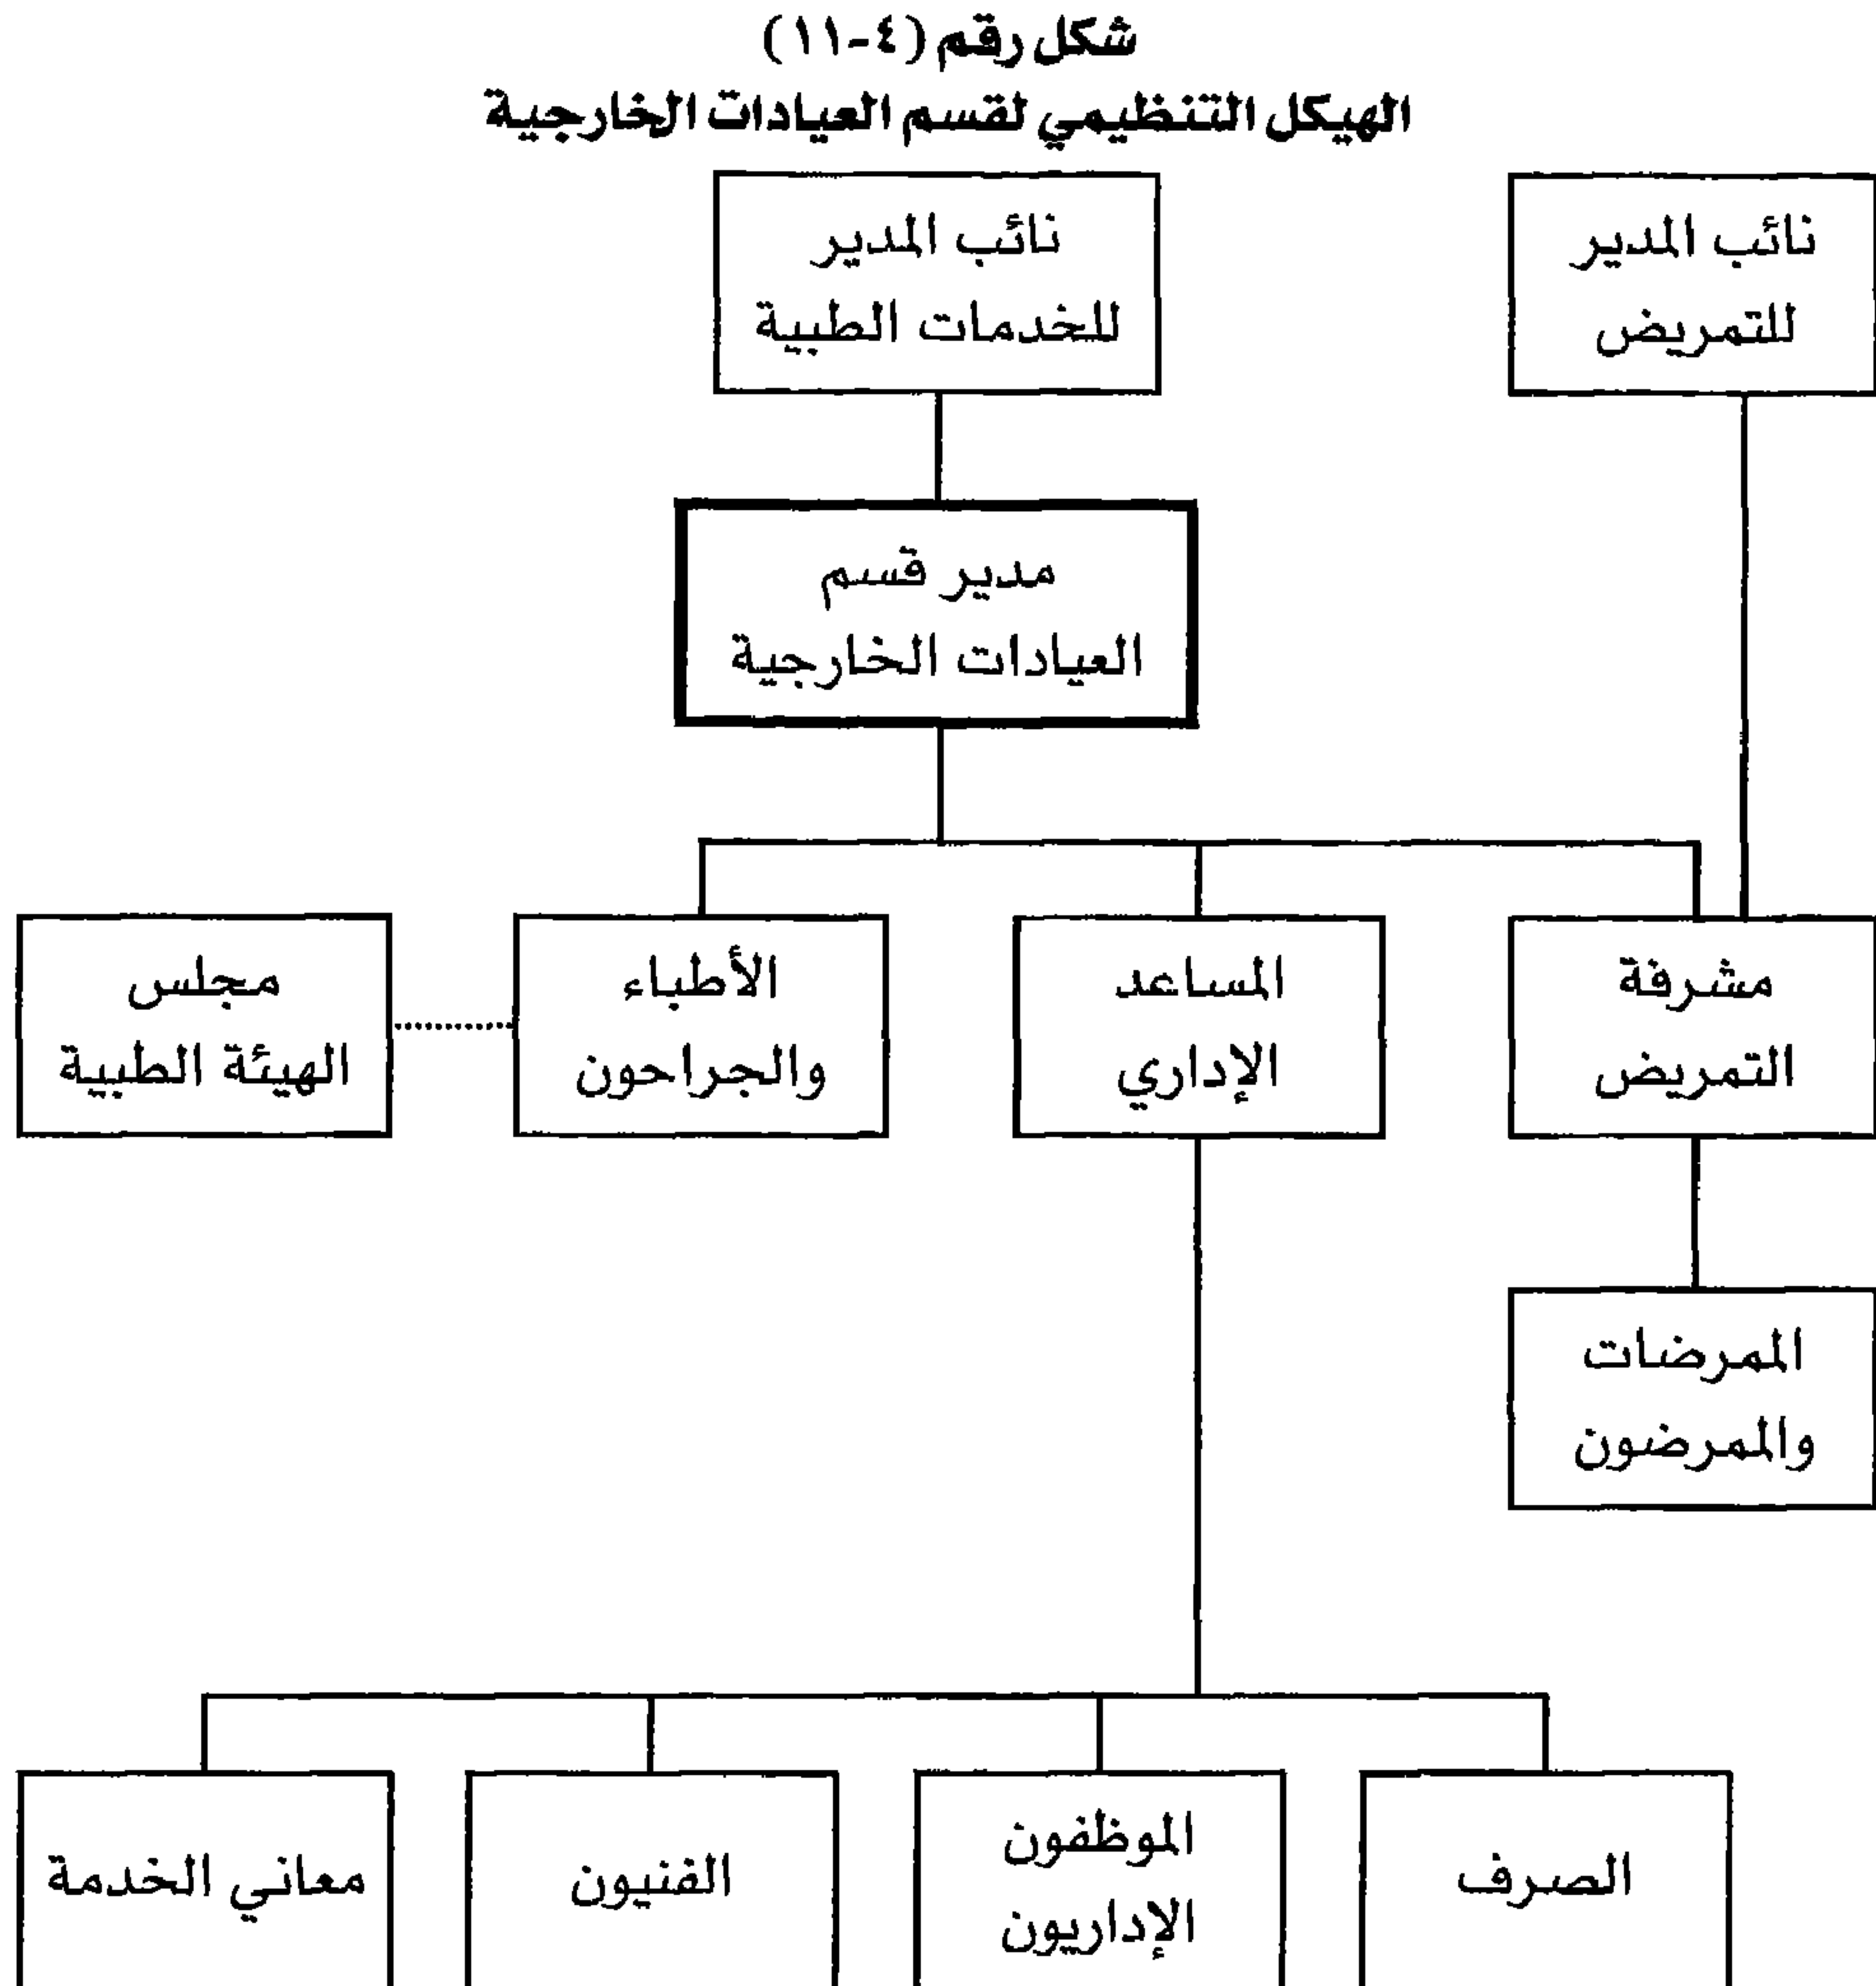 شكل رقم (٤-١١)
الهيكل التنظيمي لقسم العيادات الخارجية
نائب المدير
للتمريض
نائب المدير
للخدمات الطبية
مدير قسم
العيادات الخارجية
مشرفة
التمريض
المساعد
الإداري
الأطباء
والجراحون
مجلس
الهيئة الطبية
الممرضات
والممرضون
الصرف
الموظفون
الإداريون
الفنيون
معاني الخدمة